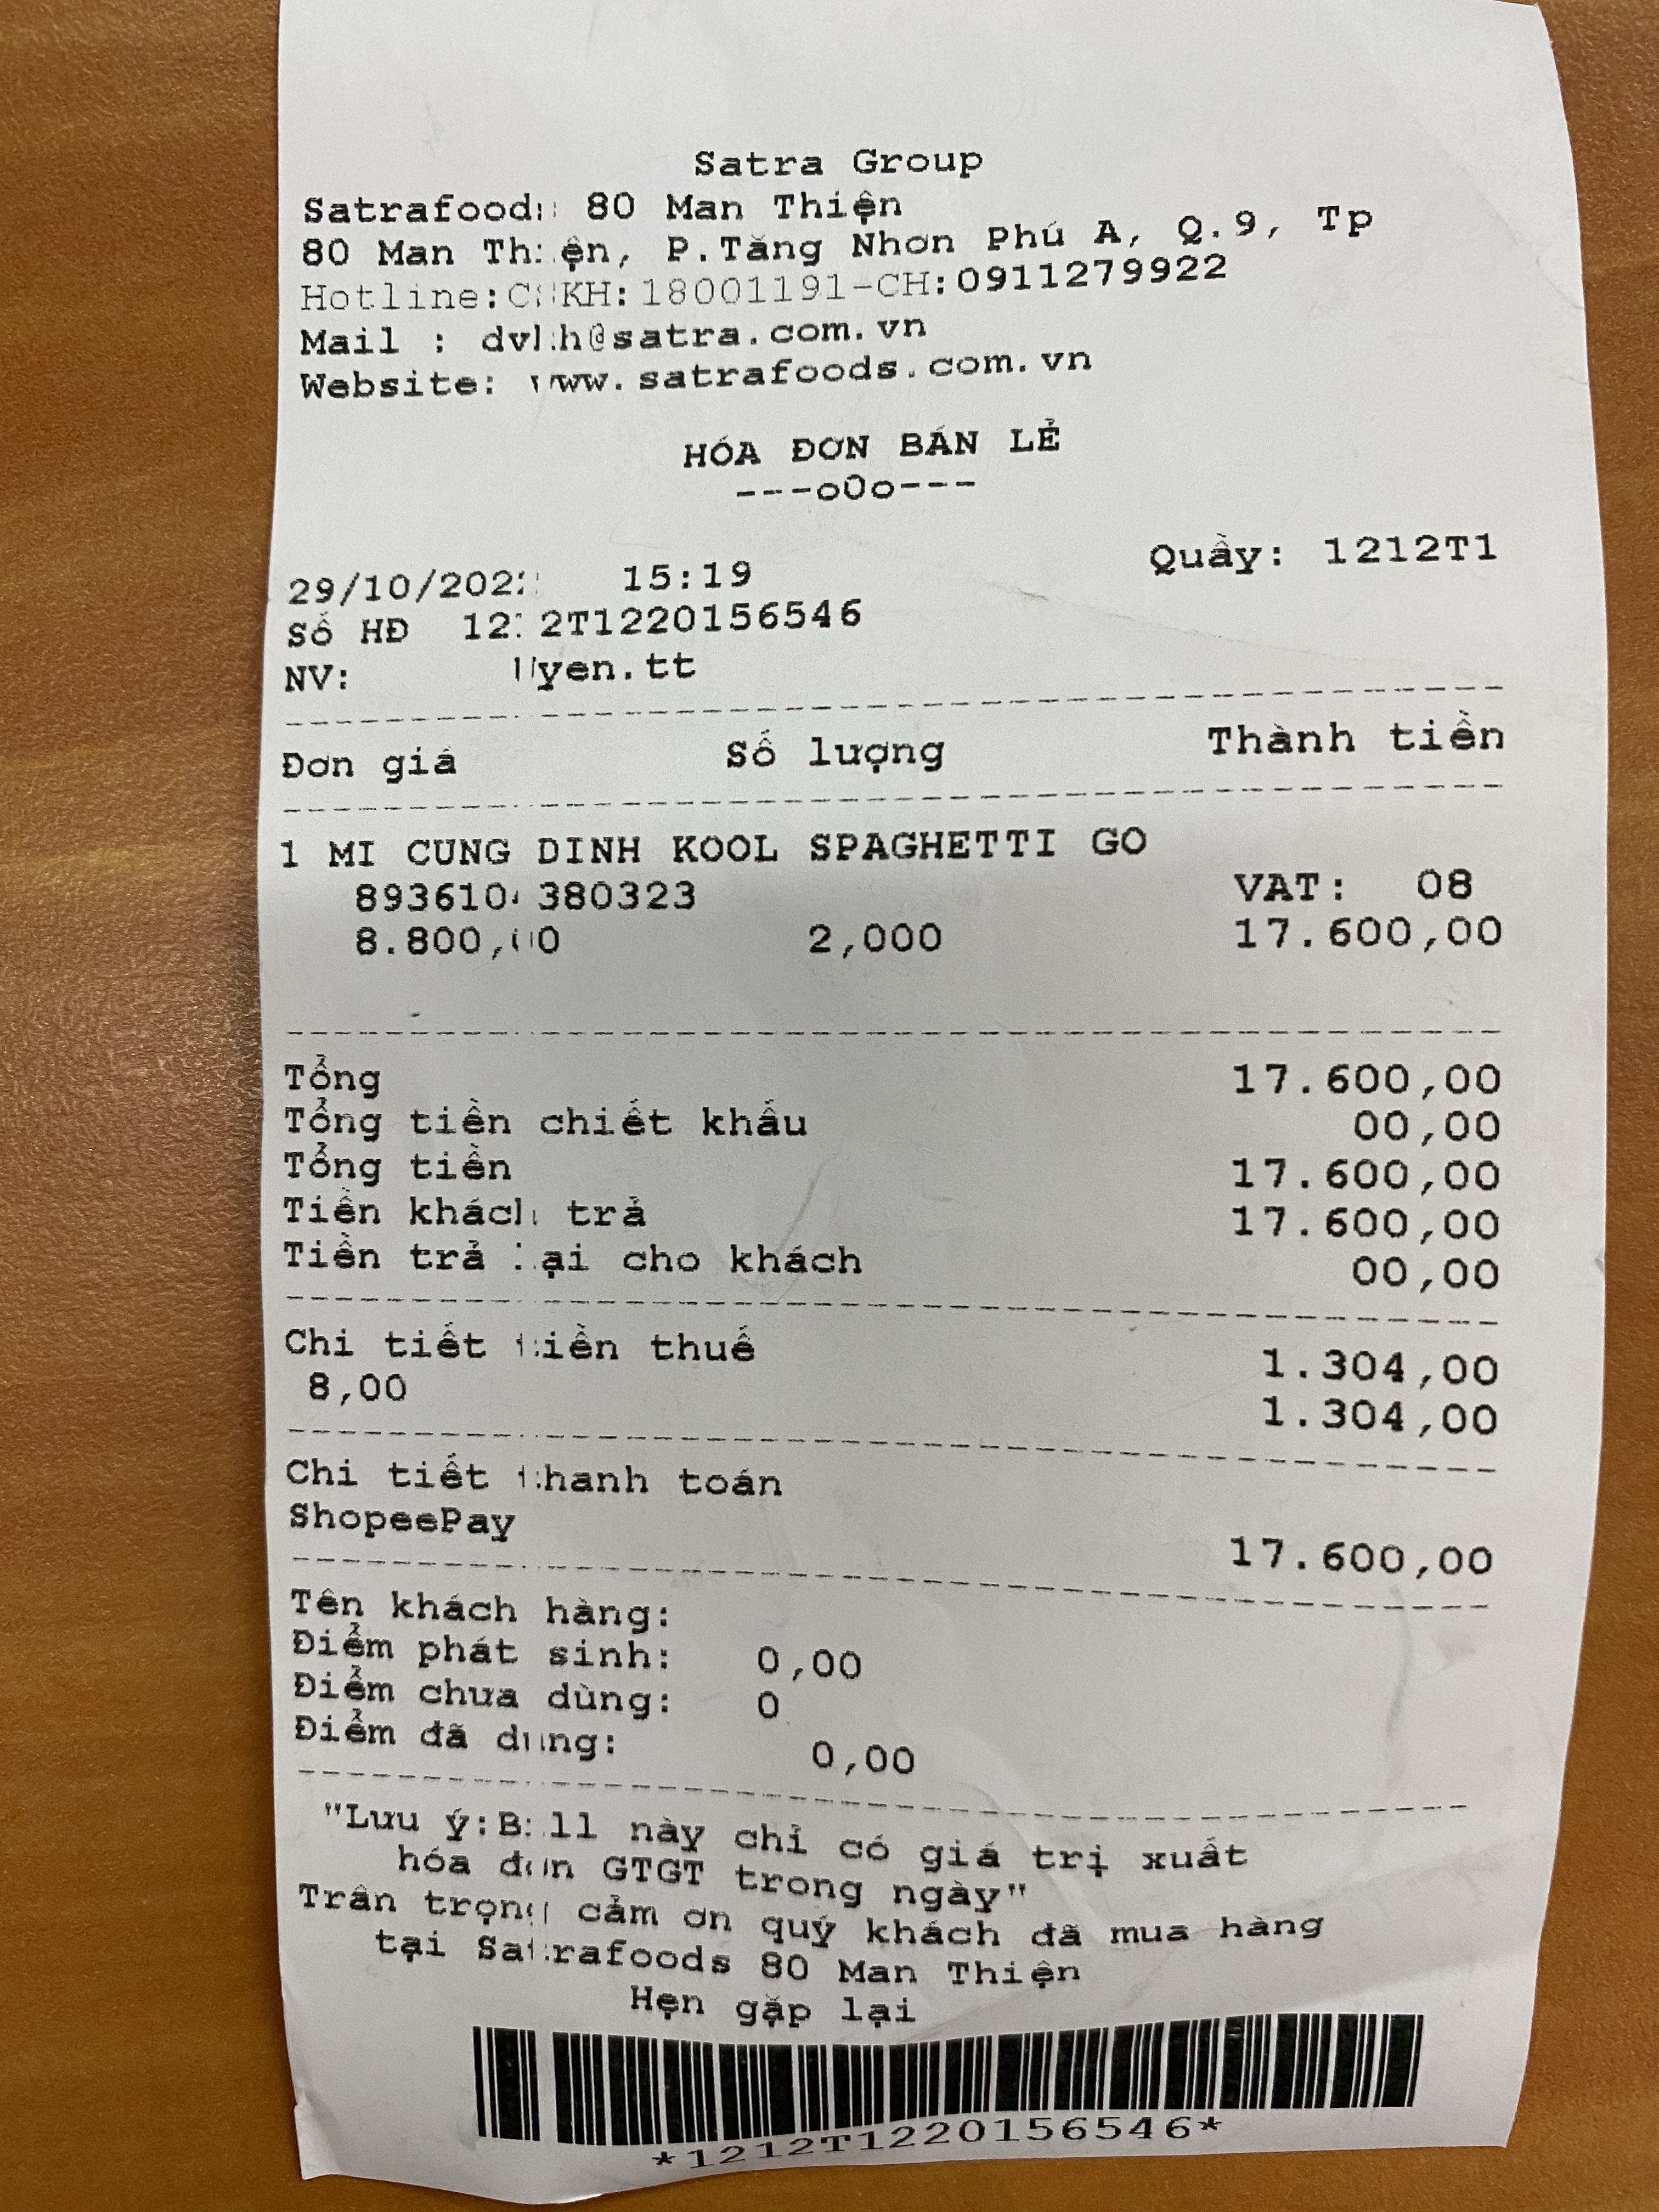 Satra Group
Satrafoods 80 Man Thiện
80 Man Thiện, P.Tăng Nhơn Phú A, Q.9, Tp
Hotline:CSKH:18001191-CH:0911279922
Mail : dvkh@satra.com.vn
Website: www.satrafoods.com.vn
HÓA ĐƠN BÁN LẺ
---o0o---
Quầy: 1212T1
29/10/2022 15:19
Số HĐ 1212T1220156546
NV:
Đơn giá Số lượng Thành tiền
1 MI CUNG DINH KOOL SPAGHETTI GO
8936104380323 VAT: 08
8.800,00 2,000 17.600,00
Tổng 17.600,00
Tổng tiền chiết khấu 00,00
Tổng tiền 17.600,00
Tiền khách trả 17.600,00
Tiền trả lại cho khách 00,00
Chi tiết tiền thuế 1.304,00
8,00 1.304,00
Chi tiết thanh toán
ShopeePay 17.600,00
Tên khách hàng:
Điểm phát sinh: 0,00
Điểm chưa dùng: 0
Điểm đã dùng: 0,00
"Lưu ý:Bill này chỉ có giá trị xuất
hóa đơn GTGT trong ngày"
Trân trọng cảm ơn quý khách đã mua hàng
tại Satrafoods 80 Man Thiện
Hẹn gặp lại
*1212T1220156546*